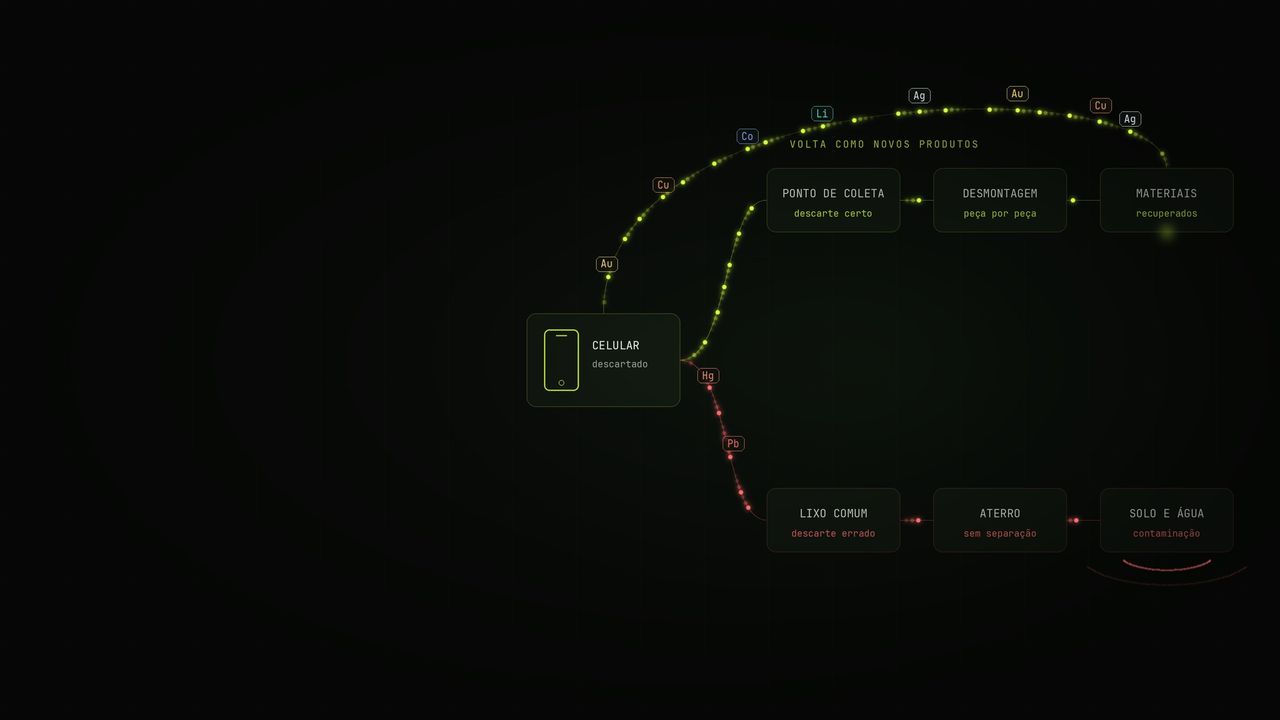 Au
Ag
Cu
Li
Ag
Co
VOLTA COMO NOVOS PRODUTOS
Cu
PONTO DE COLETA
descarte certo
DESMONTAGEM
peça por peça
MATERIAIS
recuperados
Au
CELULAR
descartado
Hg
Pb
LIXO COMUM
descarte errado
ATERRO
sem separação
SOLO E ÁGUA
contaminação